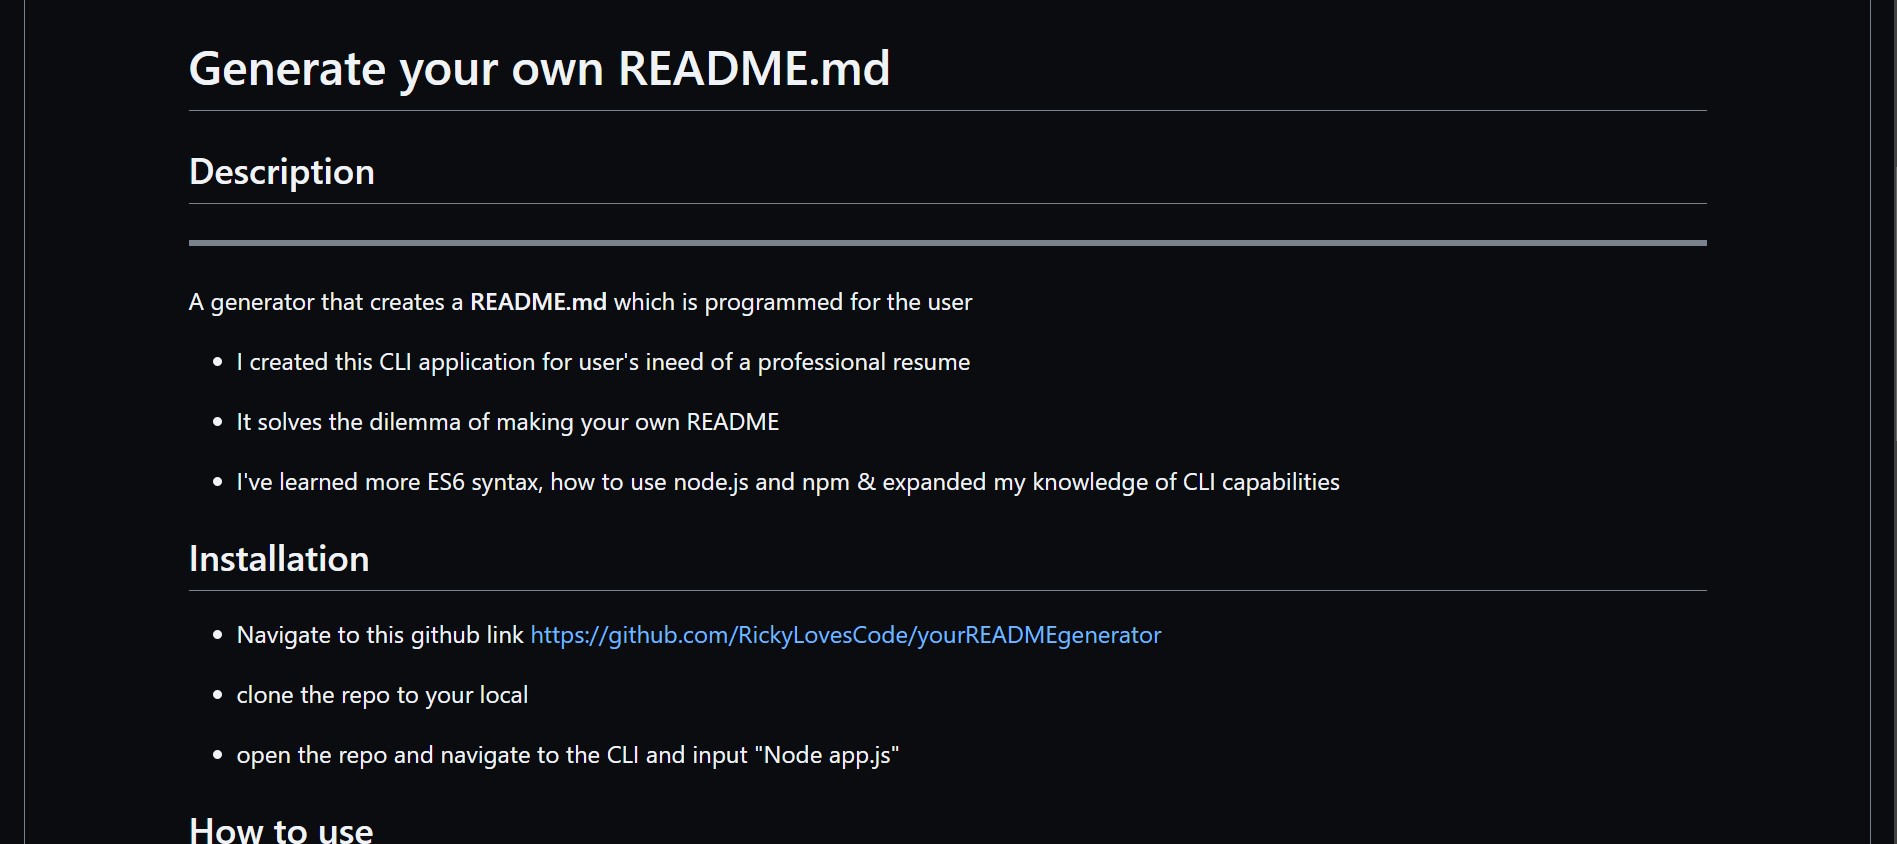 Generate your own README.md
Description
A generator that creates a README.md which is programmed for the user
I created this CLI application for user's ineed of a professional resume
It solves the dilemma of making your own README
I've learned more ES6 syntax, how to use node.js and npm & expanded my knowledge of CLI capabilities
Installation
Navigate to this github link https://github.com/RickyLovesCode/yourREADMEgenerator
clone the repo to your local
open the repo and navigate to the CLI and input "Node app.js"
How to use